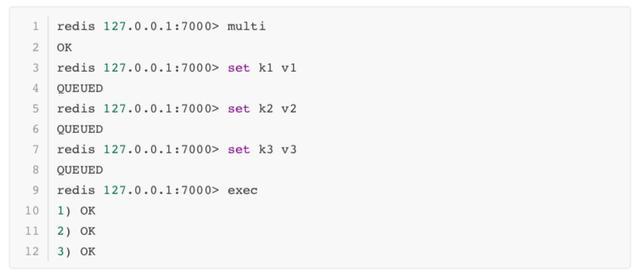 1 redis 127.0.0.1:7000> multi
2 OK
3 redis 127.0.0.1:7000> set k1 v1
4 QUEUED
5 redis 127.0.0.1:7000> set k2 v2
6 QUEUED
7 redis 127.0.0.1:7000> set k3 v3
8 QUEUED
9 redis 127.0.0.1:7000> exec
10 1) OK
11 2) OK
12 3) OK